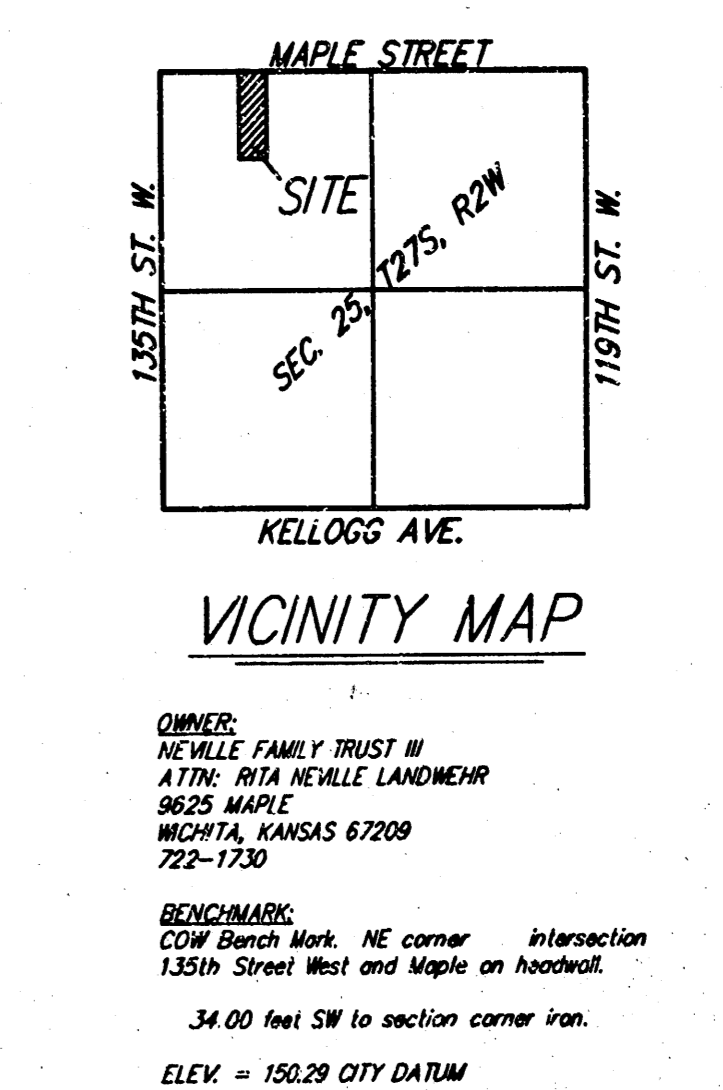 MAPLE STREET
SITE
135TH ST. W.
SEC. 25, T27S, R2W
119TH ST. W.
KELLOGG AVE.
VICINITY MAP
OWNER:
NEVILLE FAMILY TRUST III
ATTN: RITA NEVILLE LANDWEHR
9625 MAPLE
WICHITA, KANSAS 67209
722-1730
BENCHMARK:
COW Bench Mark. NE corner intersection
135th Street West and Maple on headwall.
34.00 feet SW to section corner iron.
ELEV. = 150.29 CITY DATUM